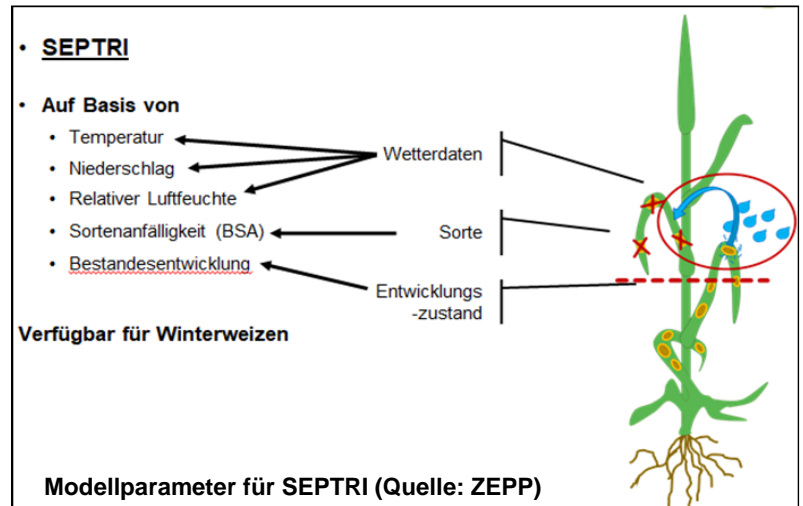 • SEPTRI
• Auf Basis von
• Temperatur
• Niederschlag
• Relativer Luftfeuchte
• Sortenanfälligkeit (BSA)
• Bestandesentwicklung
Wetterdaten
Sorte
Entwicklungs
-zustand
Verfügbar für Winterweizen
Modellparameter für SEPTRI (Quelle: ZEPP)